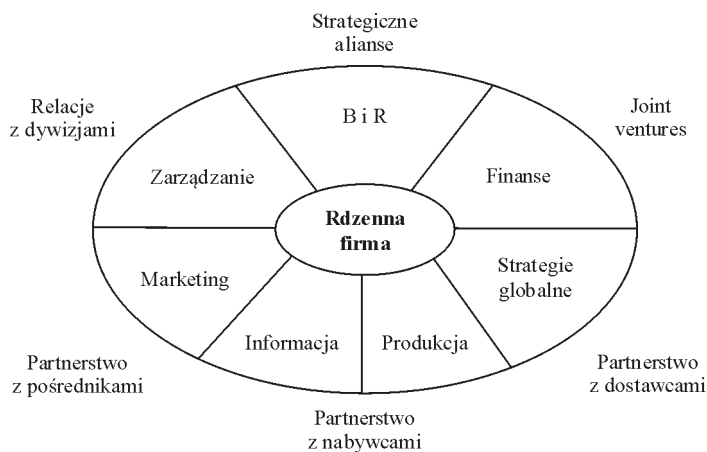 Strategiczne
alianse
Relacje
z dywizjami
B i R
Joint
ventures
Zarządzanie
Finanse
Rdzenna
firma
Marketing
Strategie
globalne
Informacja
Produkcja
Partnerstwo
z pośrednikami
Partnerstwo
z nabywcami
Partnerstwo
z dostawcami